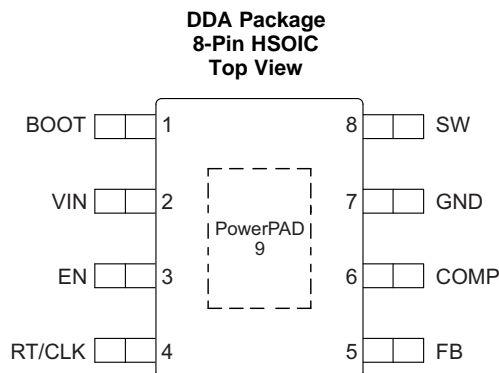 DDA Package
8-Pin HSOIC
Top View
BOOT 1 8 SW
VIN 2 7 GND
PowerPAD
9
EN 3 6 COMP
RT/CLK 4 5 FB